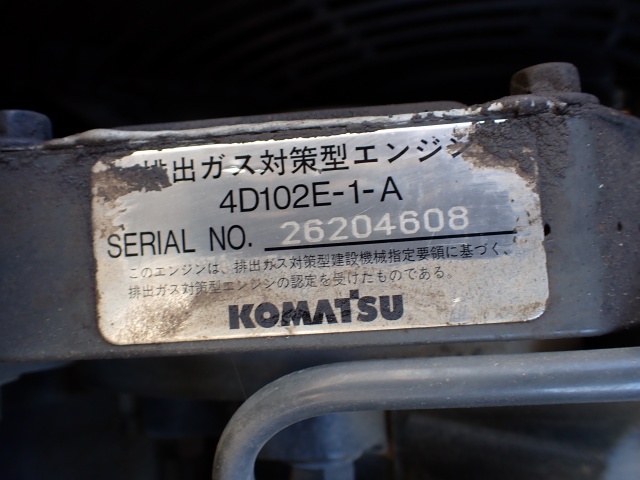 排出ガス対策型エンジン
4D102E-1-A
SERIAL NO. 26204608
このエンジンは、排出ガス対策型建設機械指定要領に基づく、
排出ガス対策型エンジンの認定を受けたものである。
KOMATSU